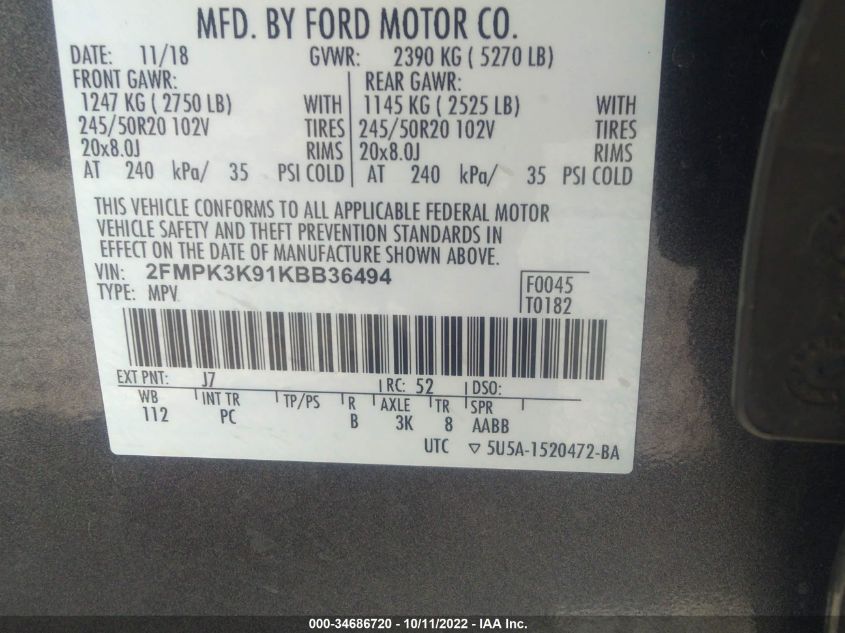 MFD. BY FORD MOTOR CO.
DATE: 11/18 GVWR: 2390 KG ( 5270 LB)
FRONT GAWR: REAR GAWR:
1247 KG ( 2750 LB) WITH 1145 KG ( 2525 LB) WITH
245/50R20 102V TIRES 245/50R20 102V TIRES
20x8.0J RIMS 20x8.0J RIMS
AT 240 kPa/ 35 PSI COLD AT 240 kPa/ 35 PSI COLD
THIS VEHICLE CONFORMS TO ALL APPLICABLE FEDERAL MOTOR
VEHICLE SAFETY AND THEFT PREVENTION STANDARDS IN
EFFECT ON THE DATE OF MANUFACTURE SHOWN ABOVE.
VIN: 2FMPK3K91KBB36494 F0045
TYPE: MPV T0182
EXT PNT: J7 RC: 52 DSO:
WB INT TR TP/PS R AXLE TR SPR
112 PC B 3K 8 AABB
UTC ▽ 5U5A-1520472-BA
000-34686720 - 10/11/2022 - IAA Inc.